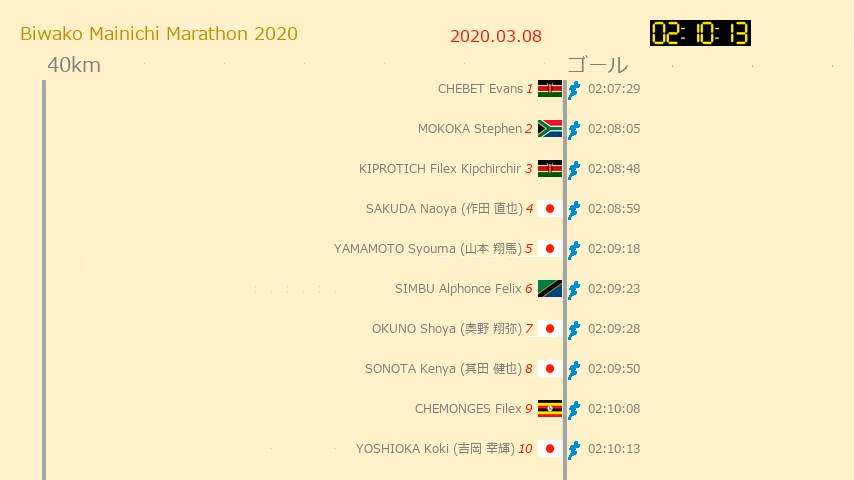 Biwako Mainichi Marathon 2020 2020.03.08 02:10:13
40km ゴール
CHEBET Evans 1 02:07:29
MOKOKA Stephen 2 02:08:05
KIPROTICH Filex Kipchirchir 3 02:08:48
SAKUDA Naoya (作田 直也) 4 02:08:59
YAMAMOTO Syouma (山本 翔馬) 5 02:09:18
SIMBU Alphonce Felix 6 02:09:23
OKUNO Shoya (奥野 翔弥) 7 02:09:28
SONOTA Kenya (其田 健也) 8 02:09:50
CHEMONGES Filex 9 02:10:08
YOSHIOKA Koki (吉岡 幸輝) 10 02:10:13